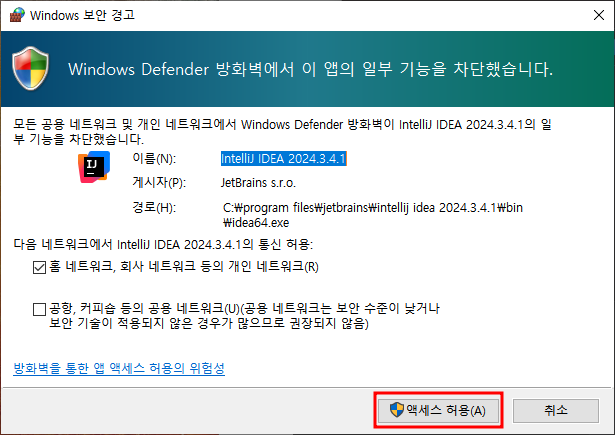 Windows 보안 경고
Windows Defender 방화벽에서 이 앱의 일부 기능을 차단했습니다.
모든 공용 네트워크 및 개인 네트워크에서 Windows Defender 방화벽이 IntelliJ IDEA 2024.3.4.1의 일
부 기능을 차단했습니다.
이름(N): IntelliJ IDEA 2024.3.4.1
게시자(P): JetBrains s.r.o.
경로(H): C:₩program files₩jetbrains₩intellij idea 2024.3.4.1₩bin
₩idea64.exe
다음 네트워크에서 IntelliJ IDEA 2024.3.4.1의 통신 허용:
홈 네트워크, 회사 네트워크 등의 개인 네트워크(R)
공항, 커피숍 등의 공용 네트워크(U)(공용 네트워크는 보안 수준이 낮거나
보안 기술이 적용되지 않은 경우가 많으므로 권장되지 않음)
방화벽을 통한 앱 액세스 허용의 위험성
액세스 허용(A) 취소
IJ